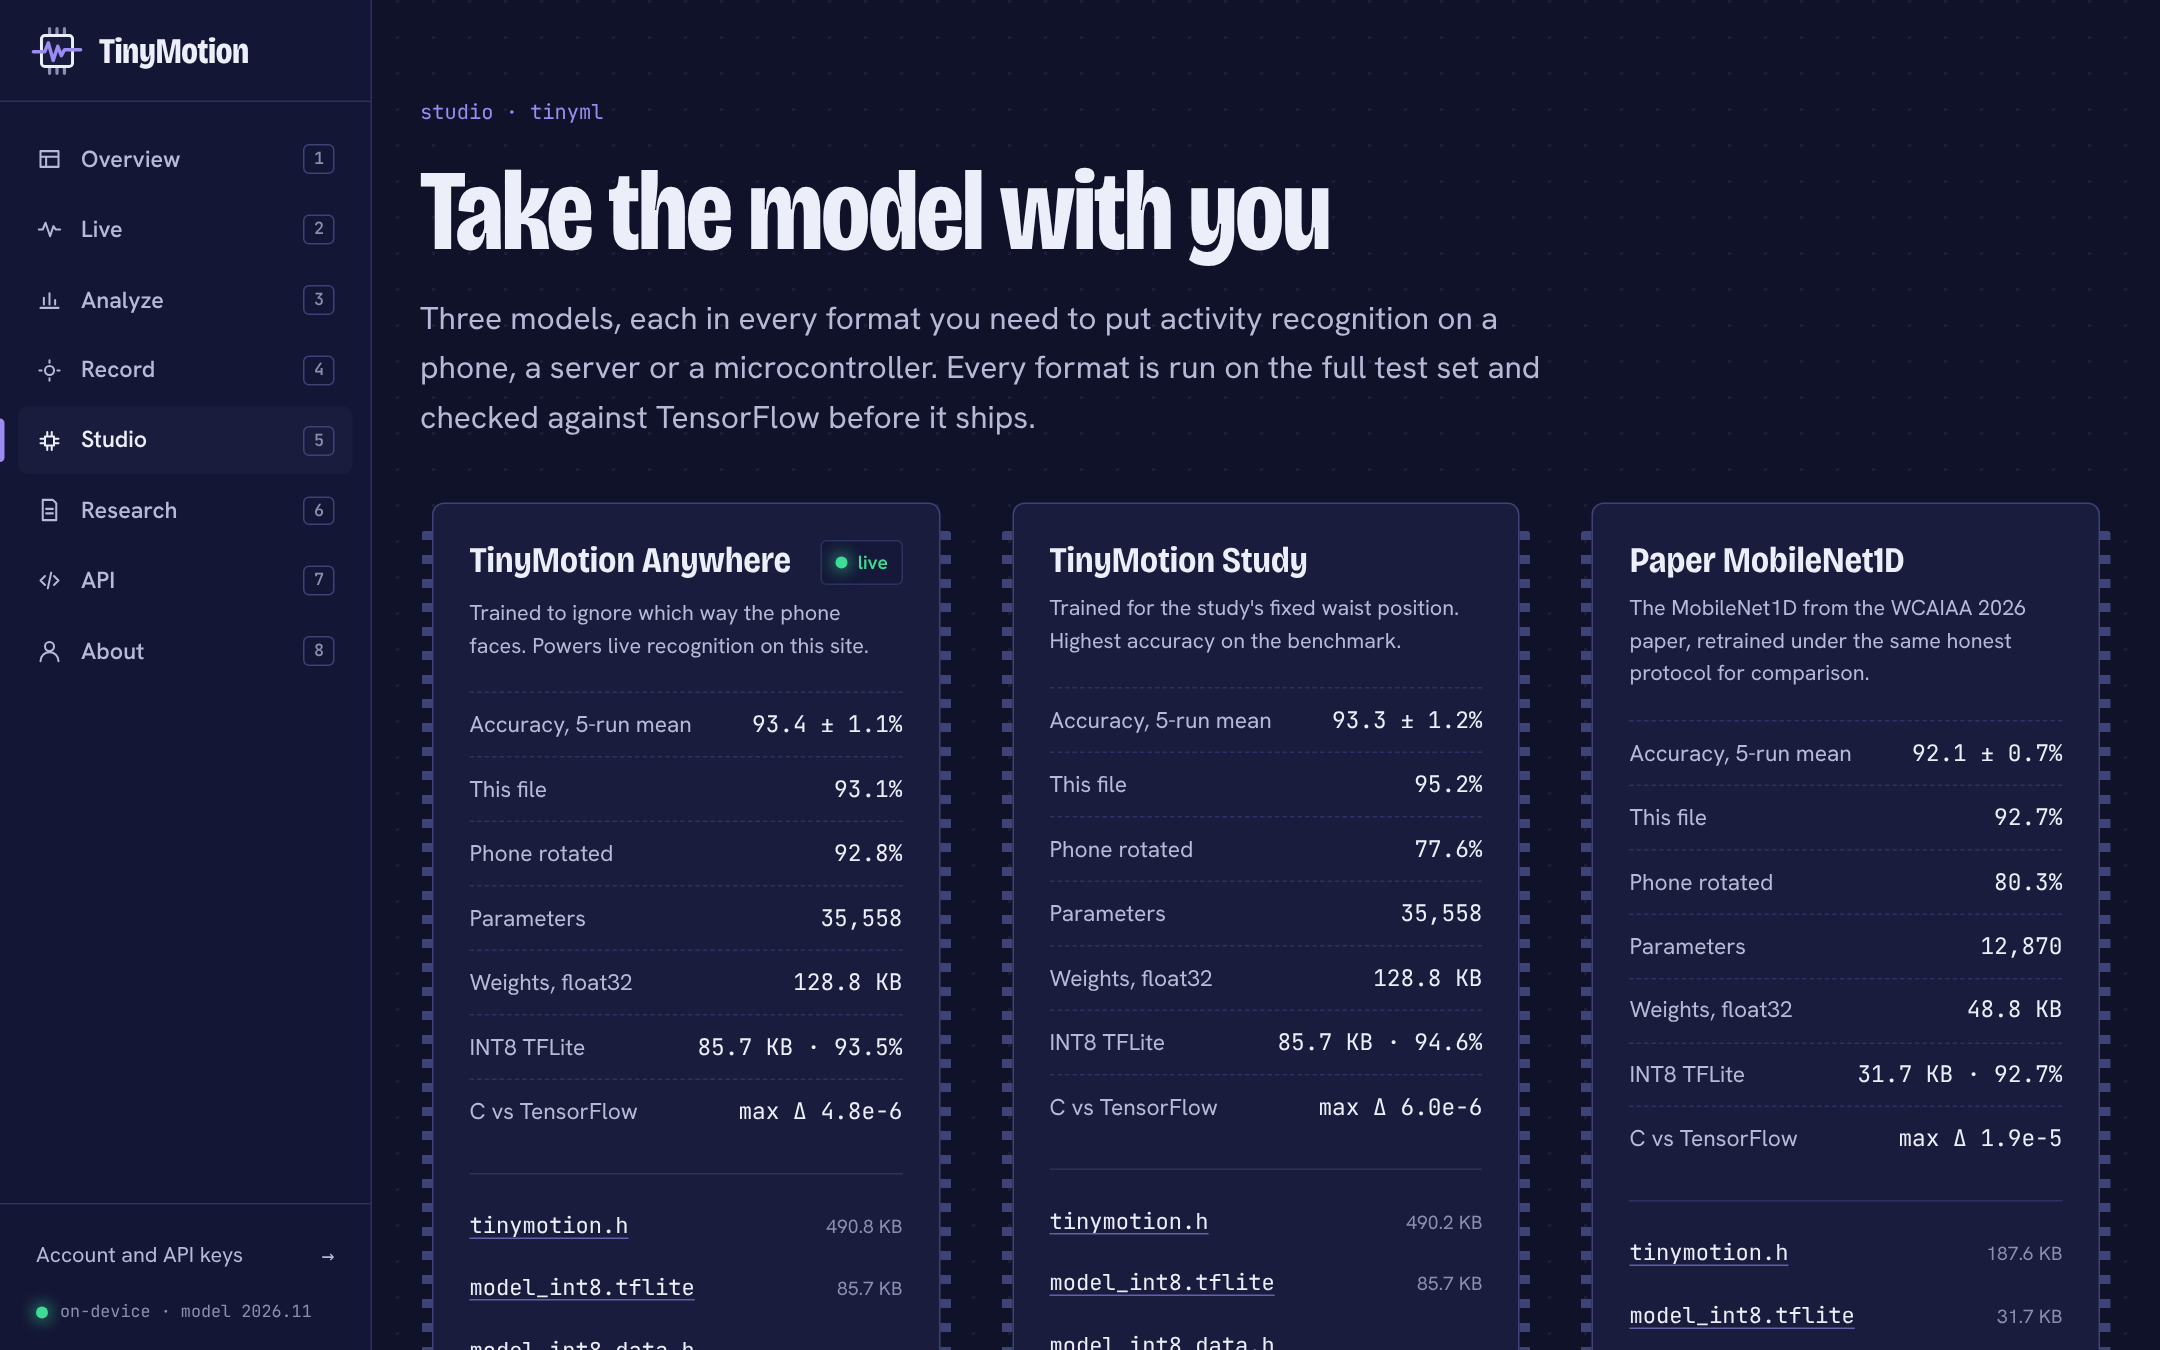 TinyMotion
Overview 1
Live 2
Analyze 3
Record 4
Studio 5
Research 6
API 7
About 8
Account and API keys →
on-device · model 2026.11
studio · tinyml
Take the model with you
Three models, each in every format you need to put activity recognition on a
phone, a server or a microcontroller. Every format is run on the full test set and
checked against TensorFlow before it ships.
TinyMotion Anywhere live
Trained to ignore which way the phone
faces. Powers live recognition on this site.
Accuracy, 5-run mean 93.4 ± 1.1%
This file 93.1%
Phone rotated 92.8%
Parameters 35,558
Weights, float32 128.8 KB
INT8 TFLite 85.7 KB · 93.5%
C vs TensorFlow max Δ 4.8e-6
tinymotion.h 490.8 KB
model_int8.tflite 85.7 KB
model_int8_data.h
TinyMotion Study
Trained for the study's fixed waist position.
Highest accuracy on the benchmark.
Accuracy, 5-run mean 93.3 ± 1.2%
This file 95.2%
Phone rotated 77.6%
Parameters 35,558
Weights, float32 128.8 KB
INT8 TFLite 85.7 KB · 94.6%
C vs TensorFlow max Δ 6.0e-6
tinymotion.h 490.2 KB
model_int8.tflite 85.7 KB
model_int8_data.h
Paper MobileNet1D
The MobileNet1D from the WCAIAA 2026
paper, retrained under the same honest
protocol for comparison.
Accuracy, 5-run mean 92.1 ± 0.7%
This file 92.7%
Phone rotated 80.3%
Parameters 12,870
Weights, float32 48.8 KB
INT8 TFLite 31.7 KB · 92.7%
C vs TensorFlow max Δ 1.9e-5
tinymotion.h 187.6 KB
model_int8.tflite 31.7 KB